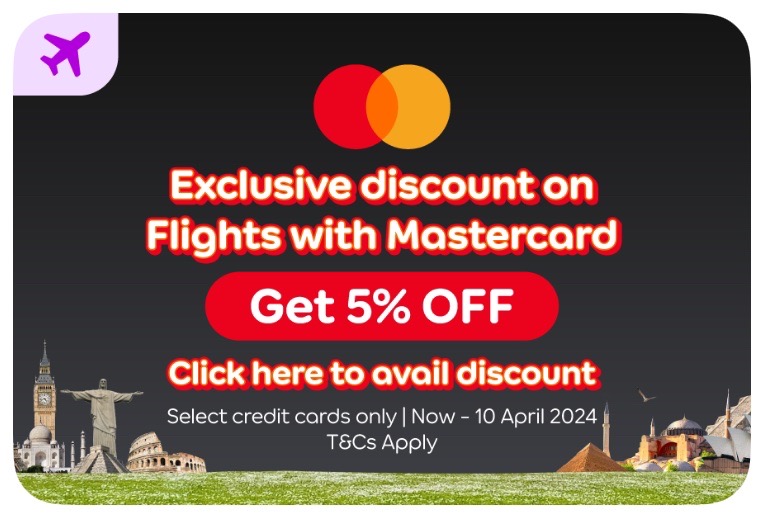 Exclusive discount on
Flights with Mastercard
Get 5% OFF
Click here to avail discount
Select credit cards only | Now - 10 April 2024
T&Cs Apply